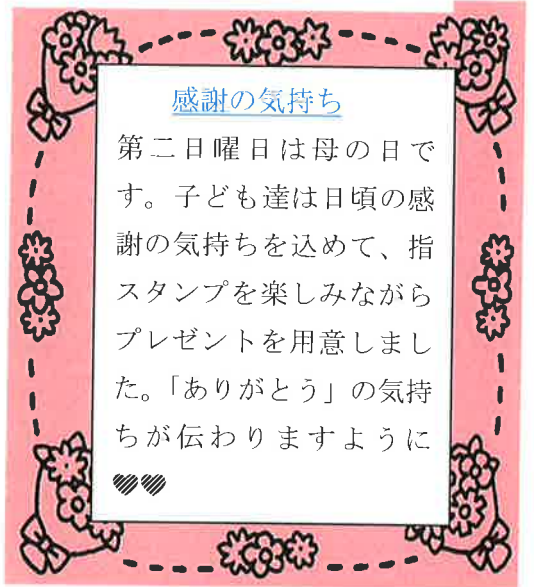 感謝の気持ち
第二日曜日は母の日で
す。子ども達は日頃の感
謝の気持ちを込めて、指
スタンプを楽しみながら
プレゼントを用意しまし
た。「ありがとう」の気持
ちが伝わりますように
♥♥